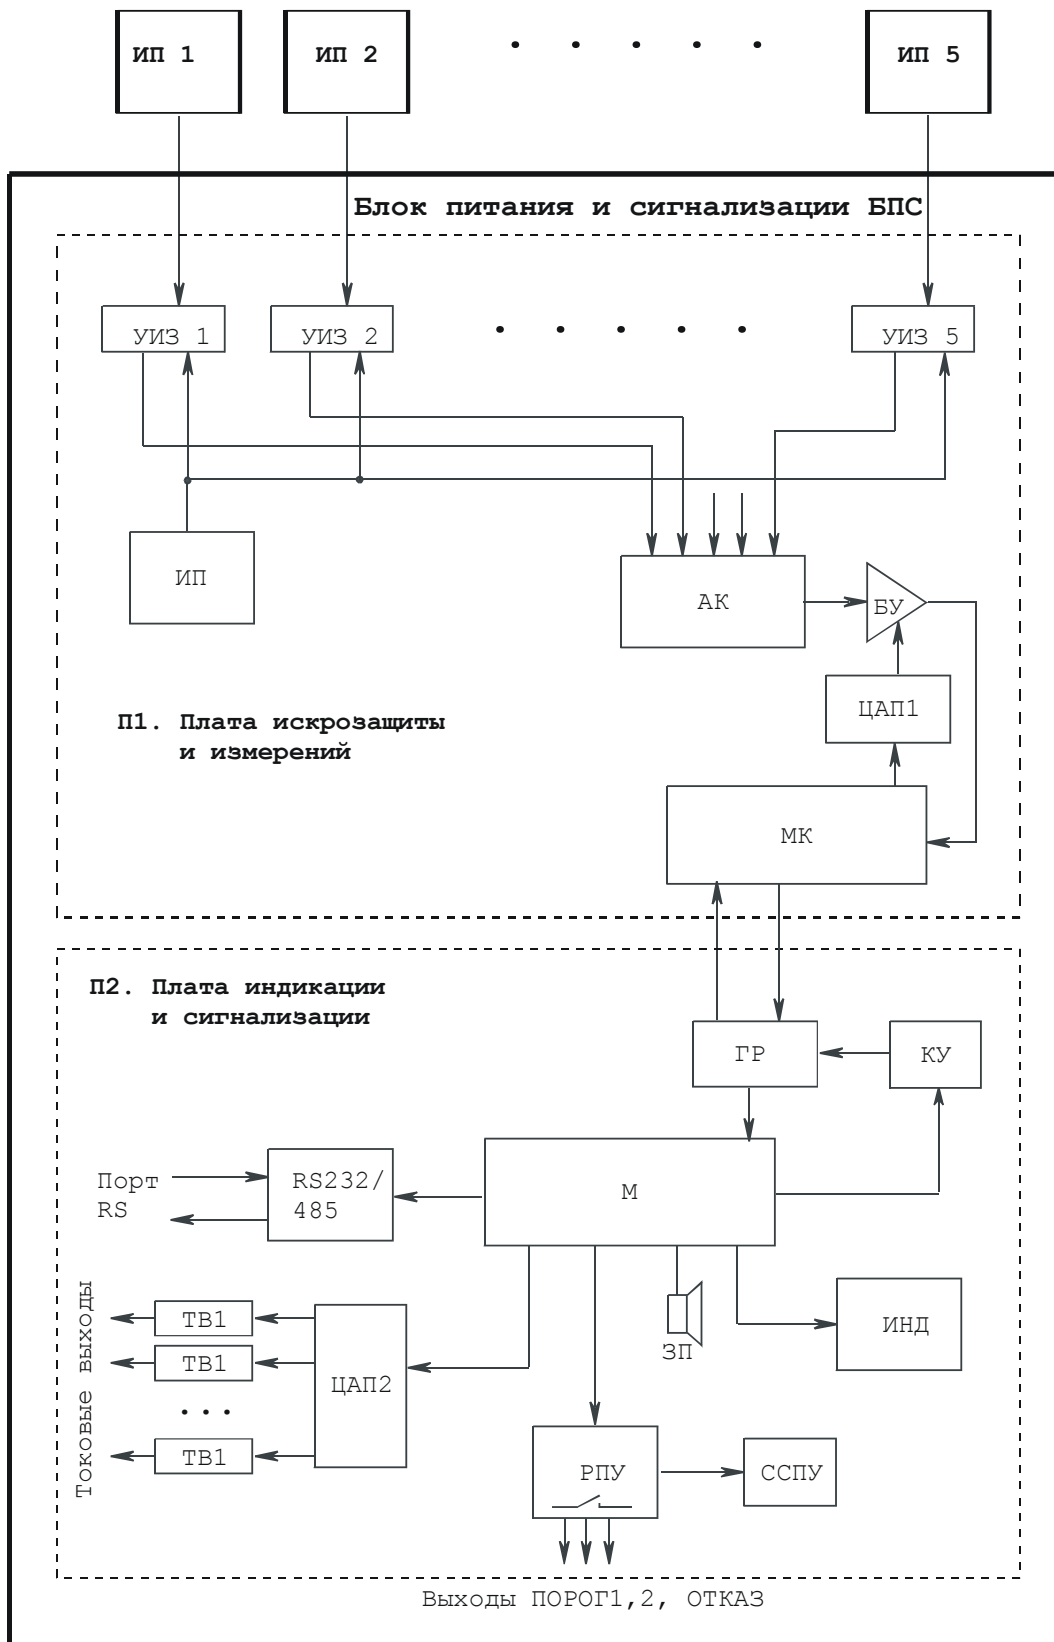 ИП 1
ИП 2
ИП 5
Блок питания и сигнализации БПС
УИЗ 1
УИЗ 2
УИЗ 5
ИП
АК
БУ
ЦАП1
П1. Плата искрозащиты
и измерений
МК
П2. Плата индикации
и сигнализации
ГР
КУ
Порт
RS
RS232/
485
М
Токовые выходы
ТВ1
ТВ1
ТВ1
ЦАП2
ЗП
ИНД
РПУ
ССПУ
Выходы ПОРОГ1,2, ОТКАЗ